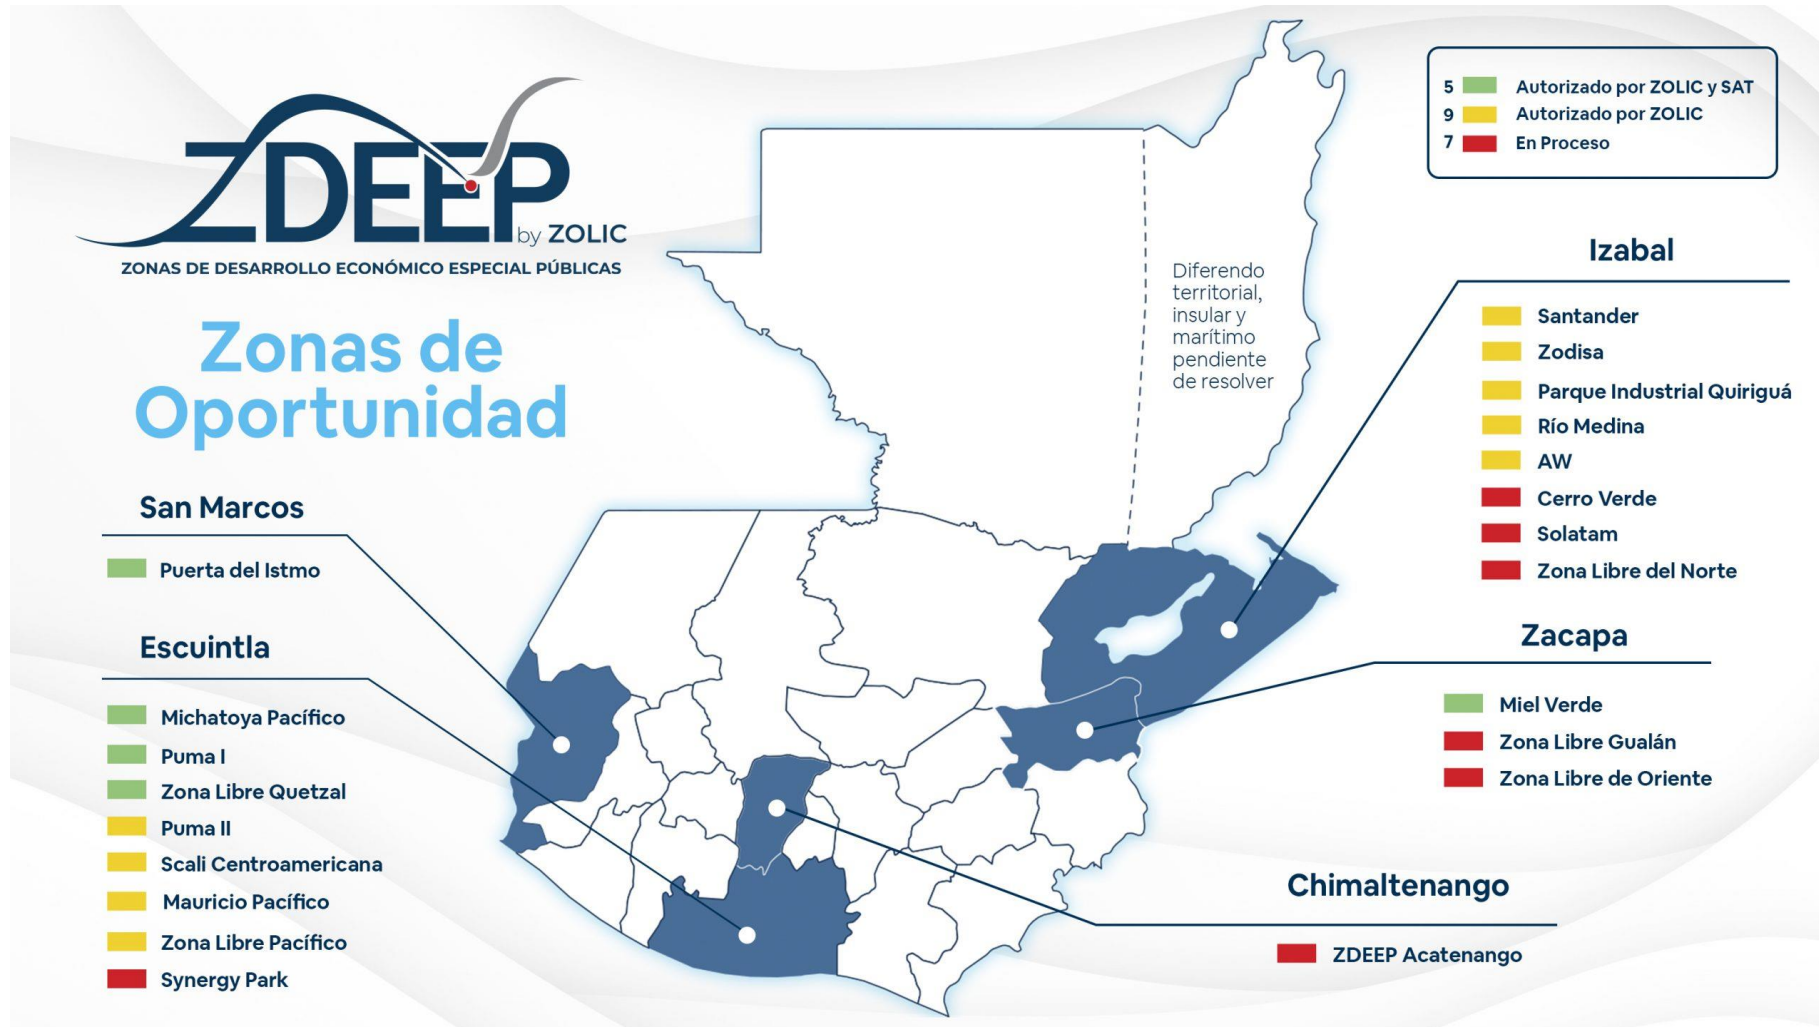 ZDEEP
by ZOLIC
ZONAS DE DESARROLLO ECONÓMICO ESPECIAL PÚBLICAS
Zonas de
Oportunidad
San Marcos
Puerta del Istmo
Escuintla
Michatoya Pacífico
Puma I
Zona Libre Quetzal
Puma II
Scali Centroamericana
Mauricio Pacífico
Zona Libre Pacífico
Synergy Park
Diferendo
territorial,
insular y
marítimo
pendiente
de resolver
5 Autorizado por ZOLIC y SAT
9 Autorizado por ZOLIC
7 En Proceso
Izabal
Santander
Zodisa
Parque Industrial Quiriguá
Río Medina
AW
Cerro Verde
Solatam
Zona Libre del Norte
Zacapa
Miel Verde
Zona Libre Gualán
Zona Libre de Oriente
Chimaltenango
ZDEEP Acatenango